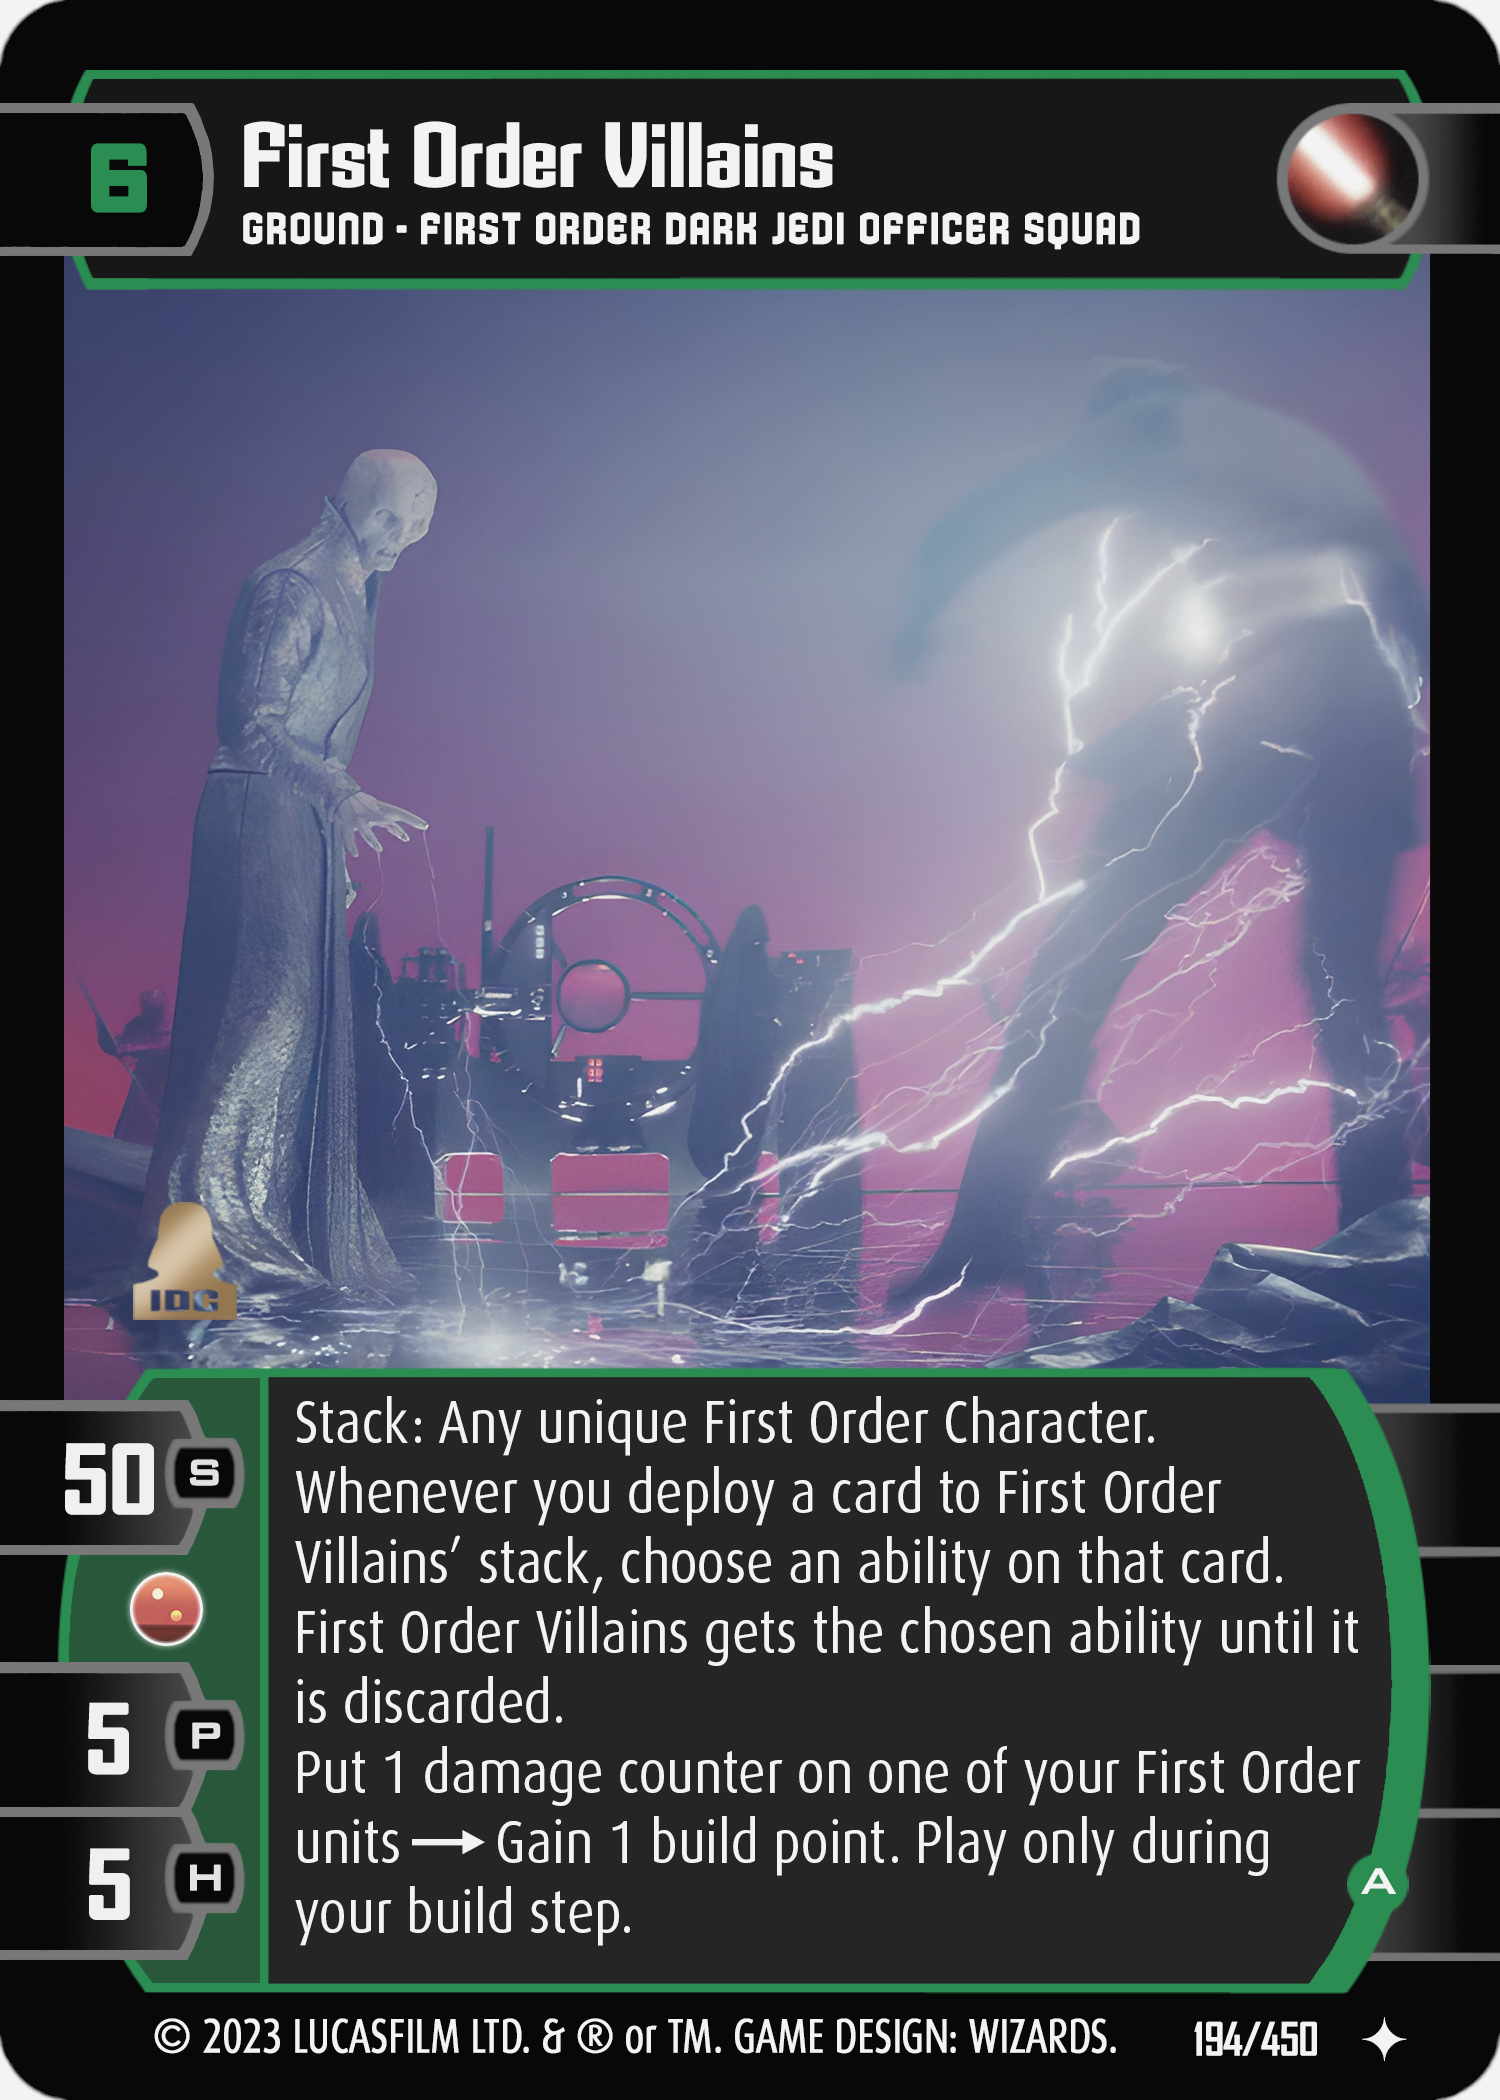 6
First Order Villains
GROUND - FIRST ORDER DARK JEDI OFFICER SQUAD
IDG
50 S
5 P
5 H
Stack: Any unique First Order Character.
Whenever you deploy a card to First Order
Villains’ stack, choose an ability on that card.
First Order Villains gets the chosen ability until it
is discarded.
Put 1 damage counter on one of your First Order
units → Gain 1 build point. Play only during
your build step.
A
© 2023 LUCASFILM LTD. & ® or TM. GAME DESIGN: WIZARDS.
194/450